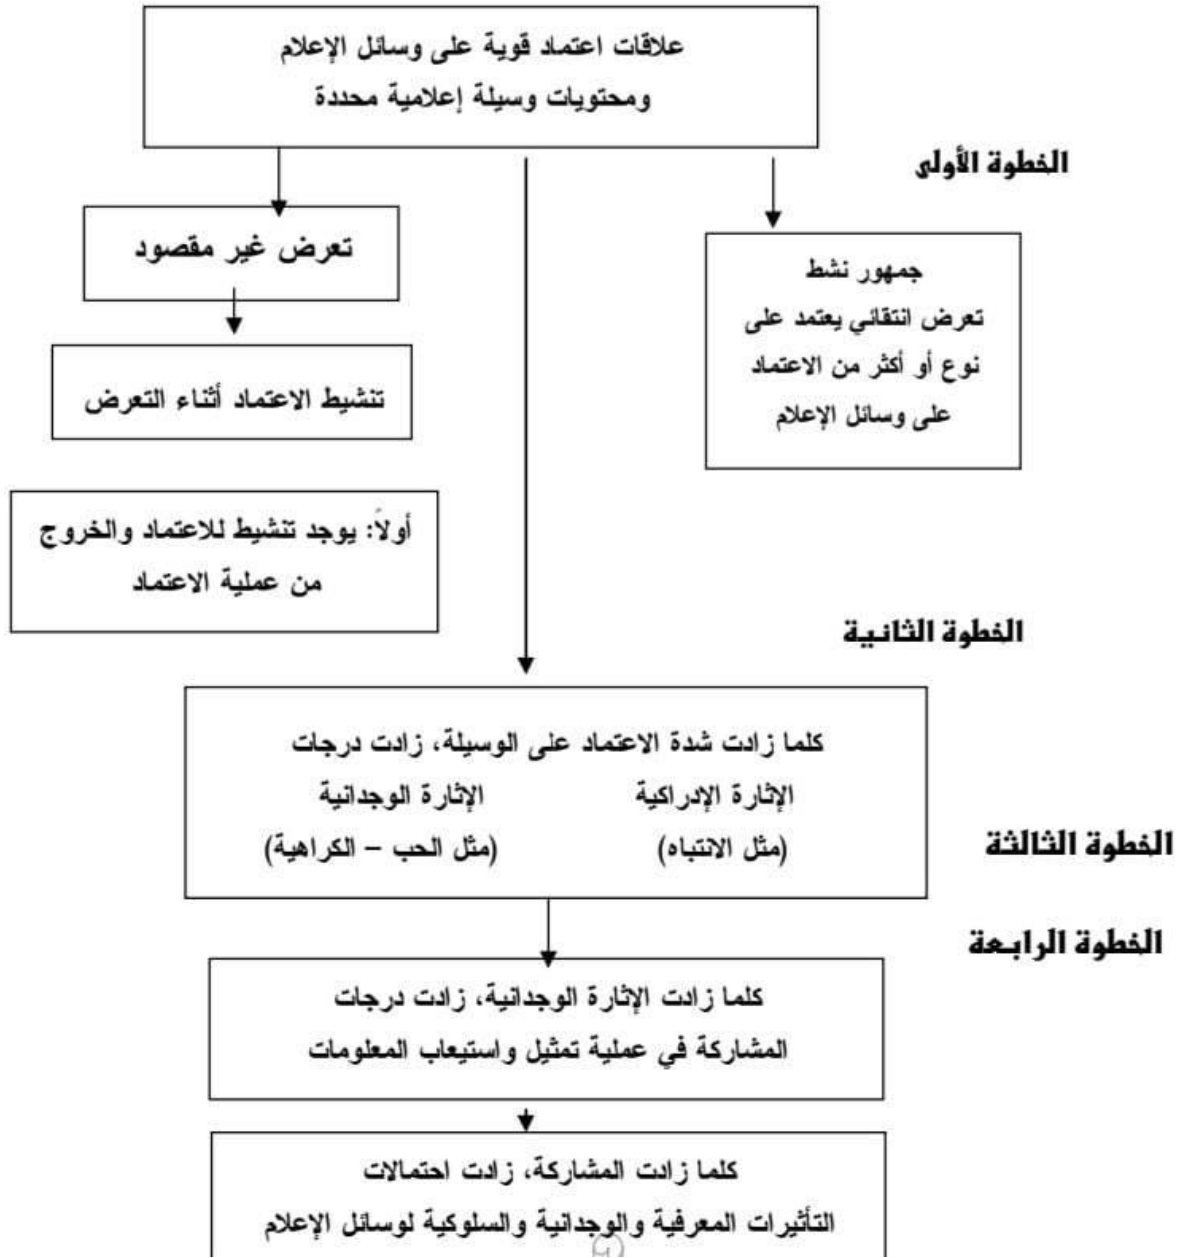 علاقات اعتماد قوية على وسائل الإعلام
ومحتويات وسيلة إعلامية محددة
الخطوة الأولى
تعرض غير مقصود
جمهور نشط
تعرض انتقائي يعتمد على
نوع أو أكثر من الاعتماد
على وسائل الإعلام
تنشيط الاعتماد أثناء التعرض
أولاً: يوجد تنشيط للاعتماد والخروج
من عملية الاعتماد
الخطوة الثانية
كلما زادت شدة الاعتماد على الوسيلة، زادت درجات
الإثارة الإدراكية الإثارة الوجدانية
(مثل الانتباه) (مثل الحب – الكراهية)
الخطوة الثالثة
الخطوة الرابعة
كلما زادت الإثارة الوجدانية، زادت درجات
المشاركة في عملية تمثيل واستيعاب المعلومات
كلما زادت المشاركة، زادت احتمالات
التأثيرات المعرفية والوجدانية والسلوكية لوسائل الإعلام